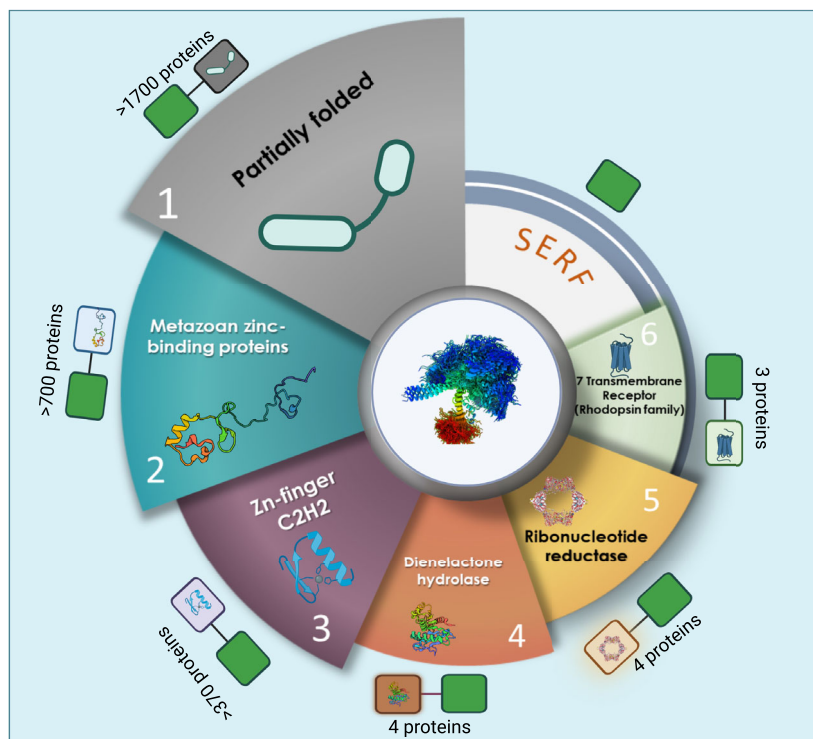 >1700 proteins
Partially folded
1
SERF
>700 proteins
Metazoan zinc-
binding proteins
2
6
7 Transmembrane
Receptor
(Rhodopsin family)
3 proteins
Zn-finger
C2H2
3
>370 proteins
Dienelactone
hydrolase
4
4 proteins
5
Ribonucleotide
reductase
4 proteins